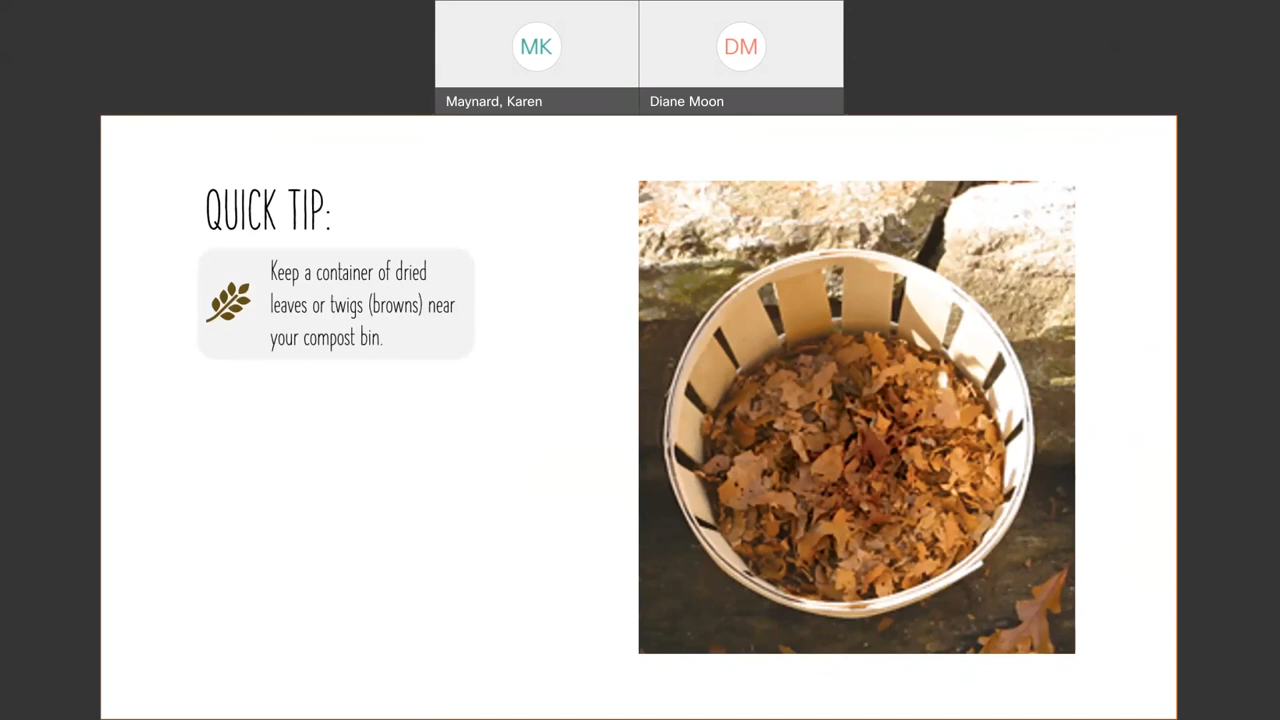 MK
DM
Maynard, Karen
Diane Moon
QUICK TIP:
Keep a container of dried
leaves or twigs (browns) near
your compost bin.